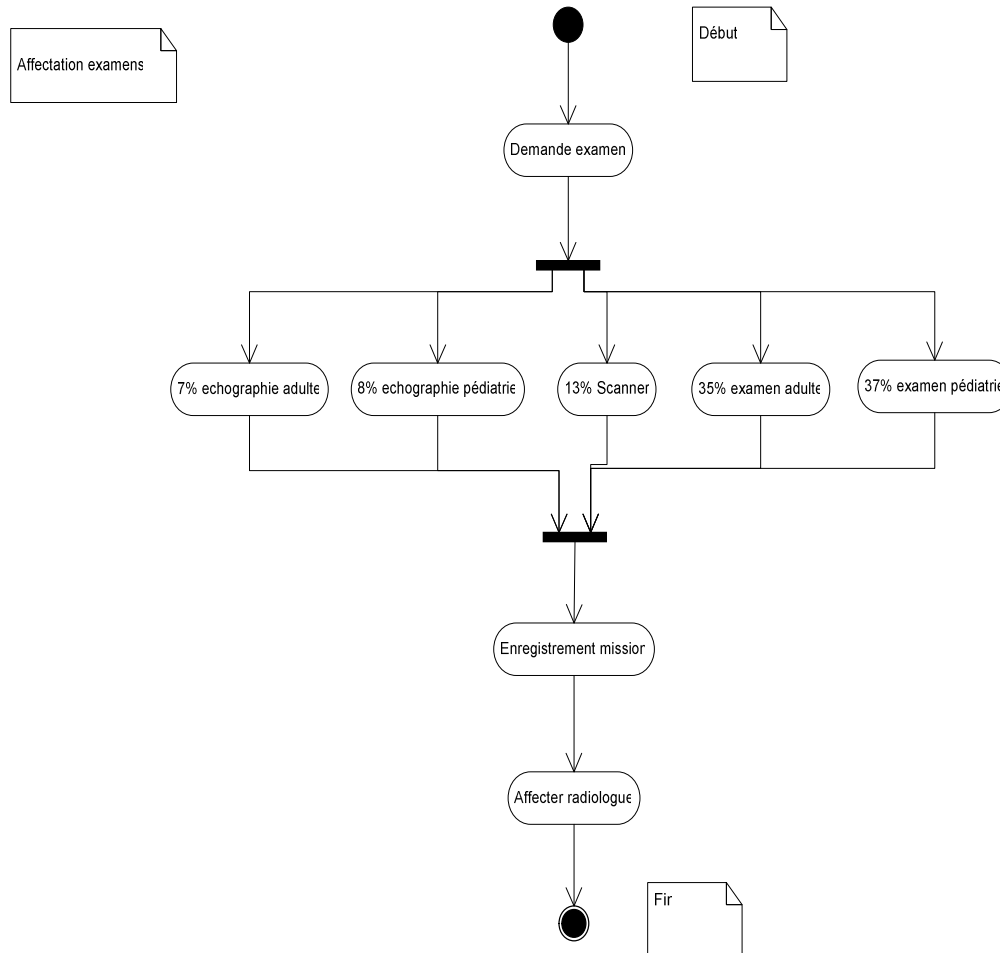 Début
Affectation examens
Demande examen
7% echographie adulte
8% echographie pédiatrie
13% Scanner
35% examen adulte
37% examen pédiatrie
Enregistrement mission
Affecter radiologue
Fir